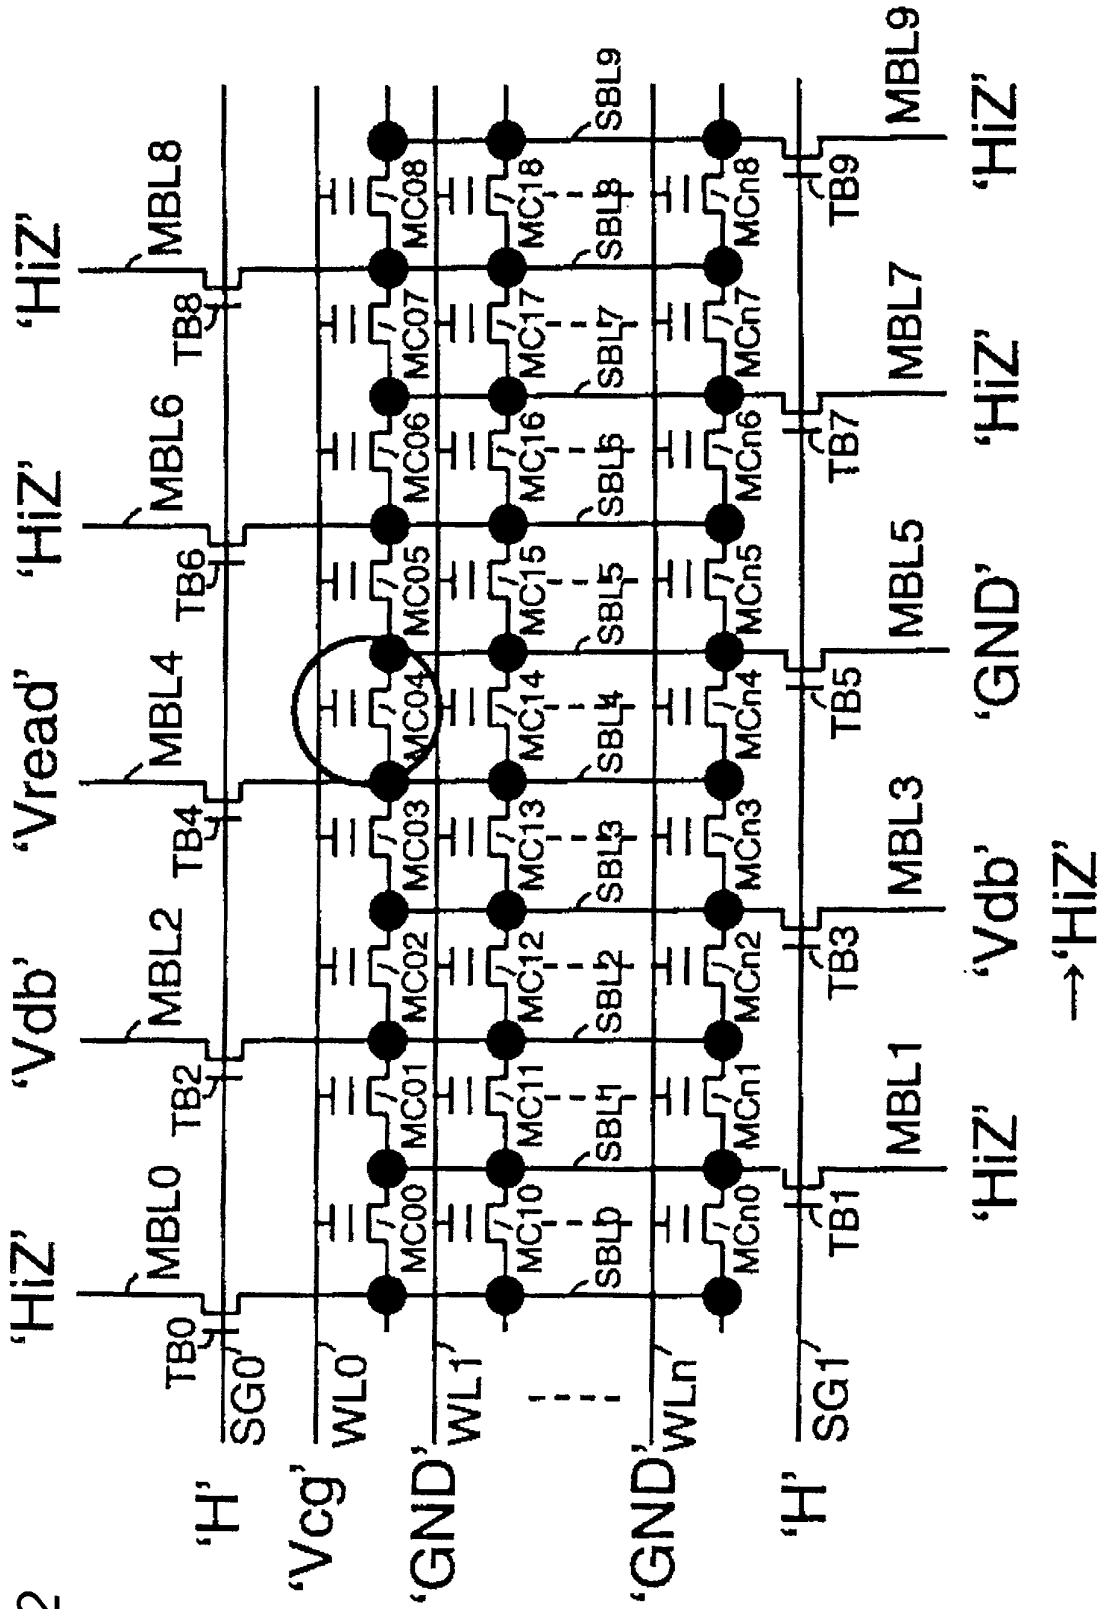 2
'HiZ' 'Vdb' 'Vread' 'HiZ' 'HiZ'
MBL0 MBL2 MBL4 MBL6 MBL8
TB0 TB2 TB4 TB6 TB8
'H' SG0
'Vcg' WL0
MC00 MC01 MC02 MC03 MC04 MC05 MC06 MC07 MC08
'GND' WL1
MC10 MC11 MC12 MC13 MC14 MC15 MC16 MC17 MC18
SBL0 SBL1 SBL2 SBL3 SBL4 SBL5 SBL6 SBL7 SBL8 SBL9
'GND' WLn
MCn0 MCn1 MCn2 MCn3 MCn4 MCn5 MCn6 MCn7 MCn8
'H' SG1
TB1 TB3 TB5 TB7 TB9
MBL1 MBL3 MBL5 MBL7 MBL9
'HiZ' 'Vdb' 'GND' 'HiZ' 'HiZ'
→'HiZ'